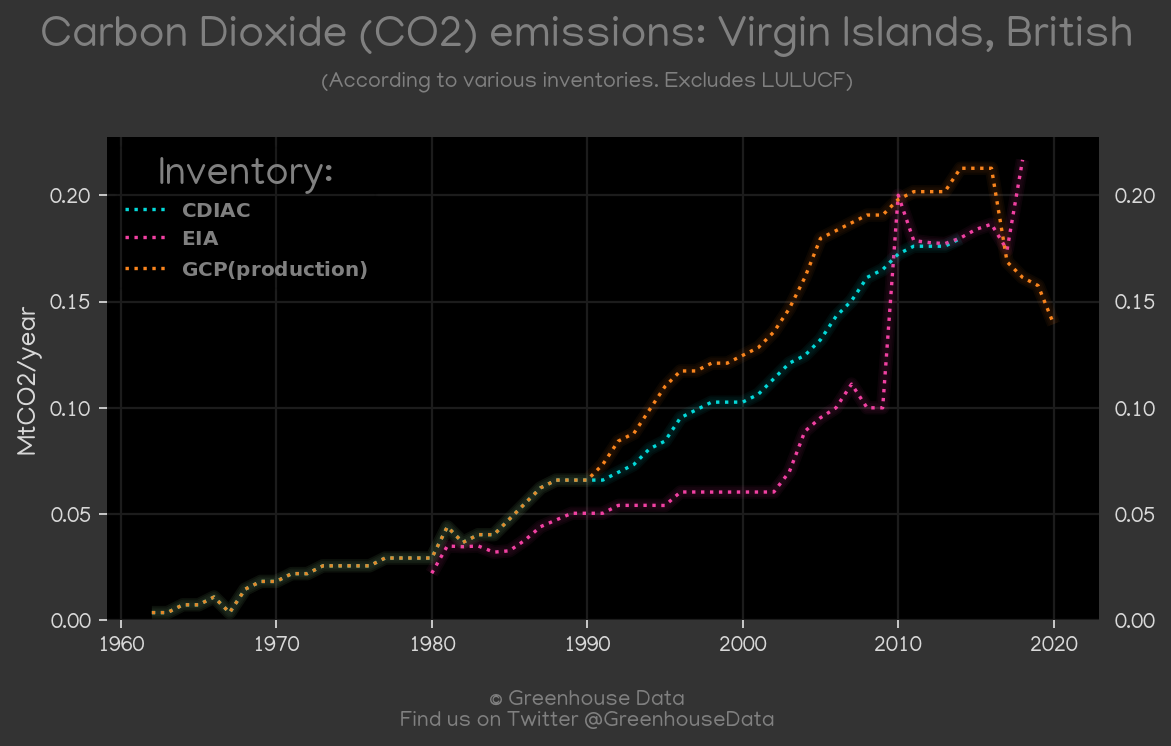 Carbon Dioxide (CO2) emissions: Virgin Islands, British
(According to various inventories. Excludes LULUCF)
Inventory:
CDIAC
EIA
GCP(production)
MtCO2/year
0.20 0.20
0.15 0.15
0.10 0.10
0.05 0.05
0.00 0.00
1960 1970 1980 1990 2000 2010 2020
© Greenhouse Data
Find us on Twitter @GreenhouseData